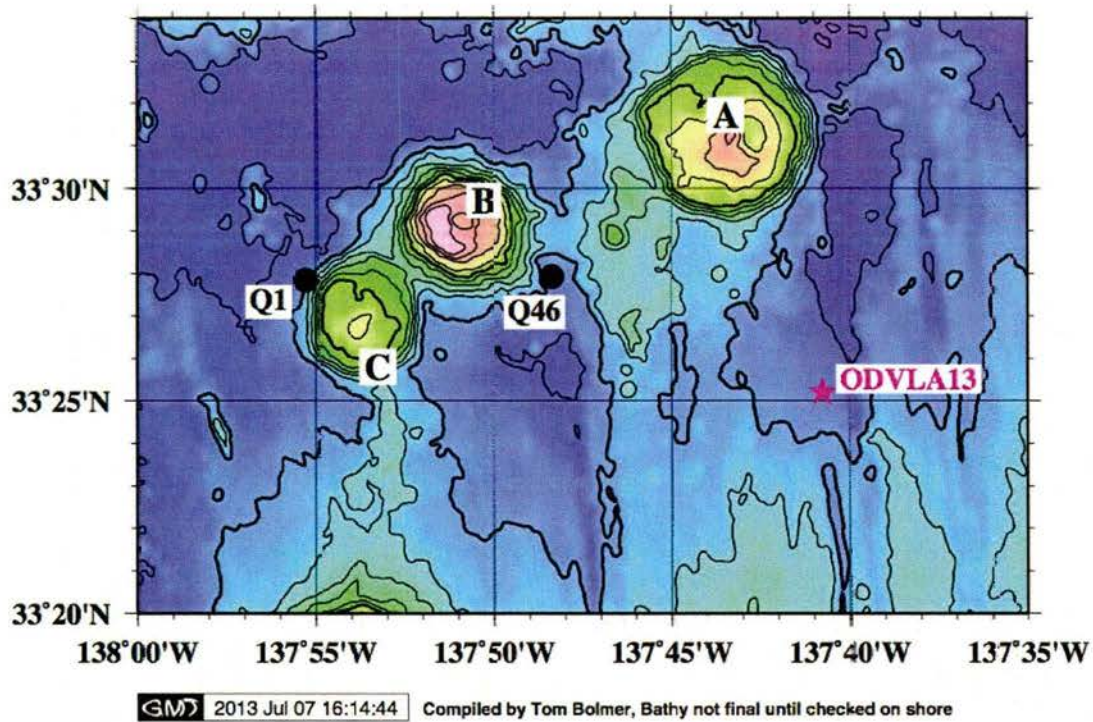 A
33°30'N
B
Q1
Q46
C
ODVLA13
33°25'N
33°20'N
138°00'W 137°55'W 137°50'W 137°45'W 137°40'W 137°35'W
GMT 2013 Jul 07 16:14:44 Compiled by Tom Bolmer, Bathy not final until checked on shore